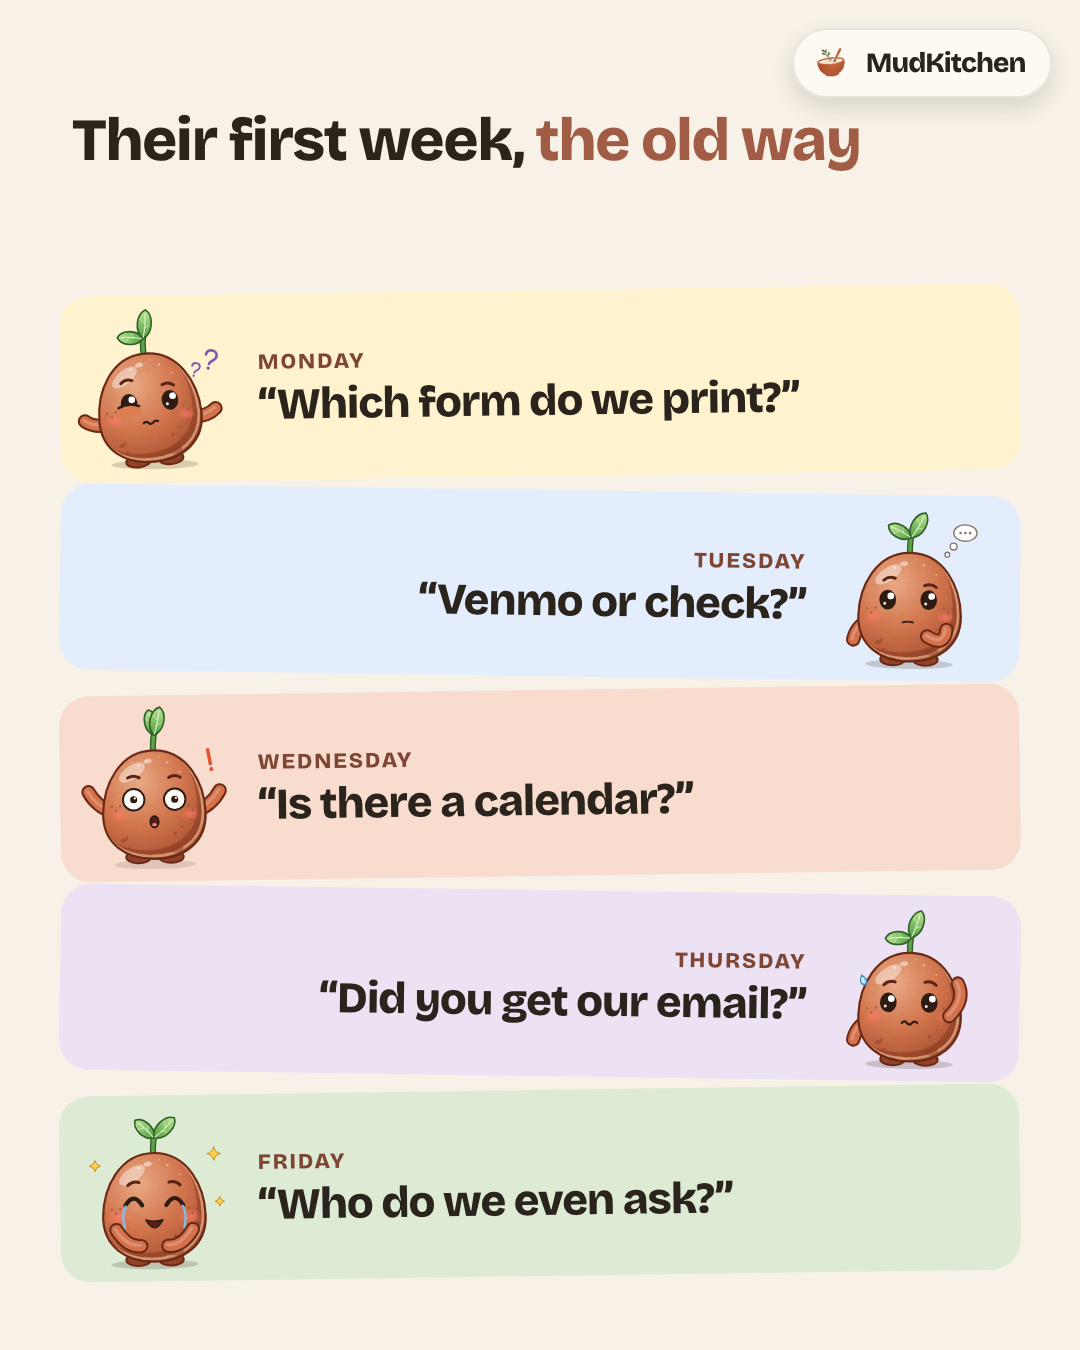 MudKitchen
Their first week, the old way
??
MONDAY
“Which form do we print?”
TUESDAY
“Venmo or check?”
!
WEDNESDAY
“Is there a calendar?”
THURSDAY
“Did you get our email?”
FRIDAY
“Who do we even ask?”